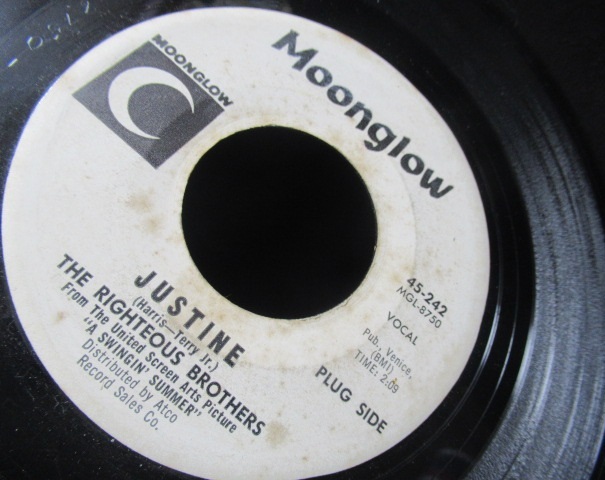 Moonglow
MOONGLOW
45-242
MGL-8750
VOCAL
Pub, Venice,
(BMI)
TIME: 2:09
PLUG SIDE
JUSTINE
(Harris—Terry Jr.)
THE RIGHTEOUS BROTHERS
From The United Screen Arts Picture
"A SWINGIN' SUMMER"
Distributed by Atco
Record Sales Co.